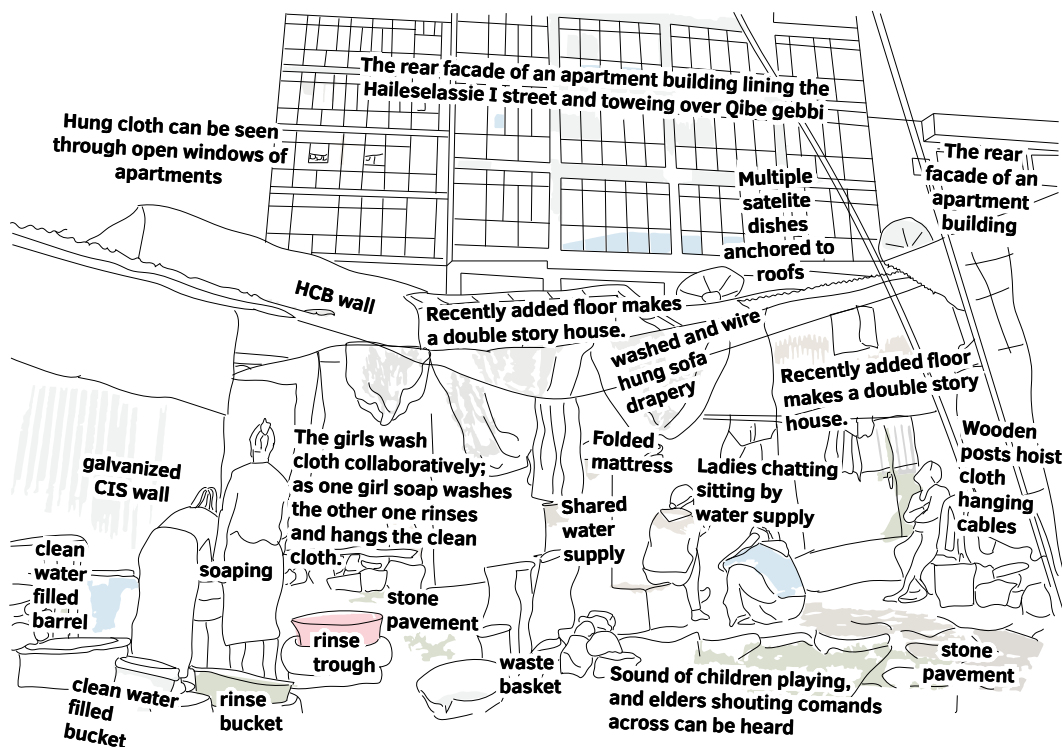 The rear facade of an apartment building lining the
Haileselassie I street and toweing over Qibe gebbi
Hung cloth can be seen
through open windows of
apartments
The rear
facade of an
apartment
building
Multiple
satelite
dishes
anchored to
roofs
HCB wall
Recently added floor makes
a double story house.
washed and wire
hung sofa
drapery
Recently added floor
makes a double story
house.
The girls wash
cloth collaboratively;
as one girl soap washes
the other one rinses
and hangs the clean
cloth.
galvanized
CIS wall
Folded
mattress
Ladies chatting
sitting by
water supply
Wooden
posts hoist
cloth
hanging
cables
Shared
water
supply
clean
water
filled
barrel
soaping
stone
pavement
rinse
trough
waste
basket
stone
pavement
clean water
filled
bucket
rinse
bucket
Sound of children playing,
and elders shouting comands
across can be heard